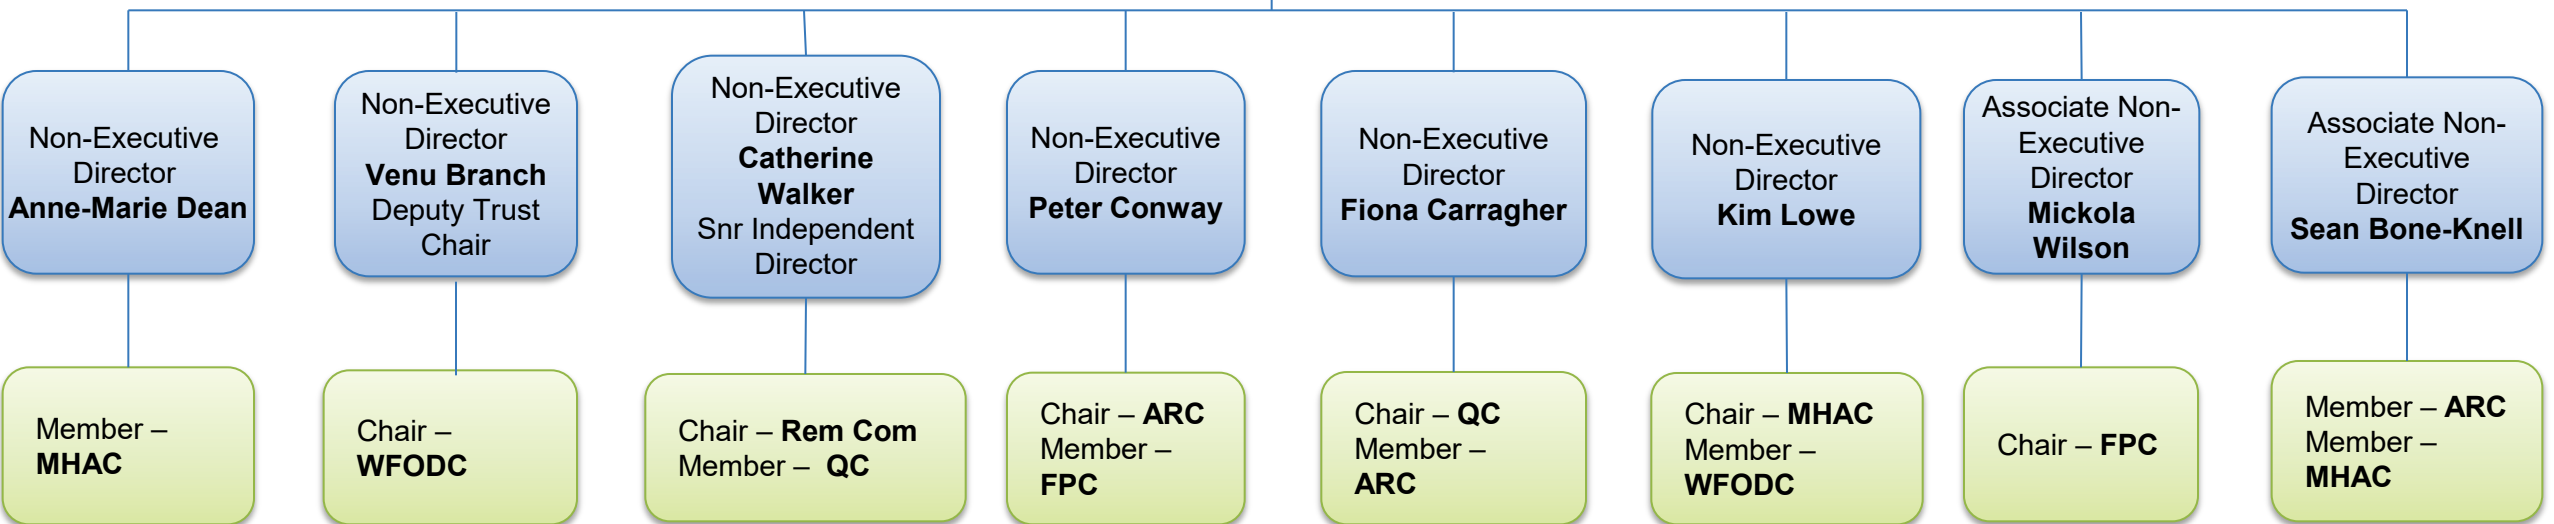 Non-Executive
Director
Anne-Marie Dean
Non-Executive
Director
Venu Branch
Deputy Trust
Chair
Non-Executive
Director
Catherine
Walker
Snr Independent
Director
Non-Executive
Director
Peter Conway
Non-Executive
Director
Fiona Carragher
Non-Executive
Director
Kim Lowe
Associate Non-
Executive
Director
Mickola
Wilson
Associate Non-
Executive
Director
Sean Bone-Knell
Member –
MHAC
Chair –
WFODC
Chair – Rem Com
Member – QC
Chair – ARC
Member –
FPC
Chair – QC
Member –
ARC
Chair – MHAC
Member –
WFODC
Chair – FPC
Member – ARC
Member –
MHAC